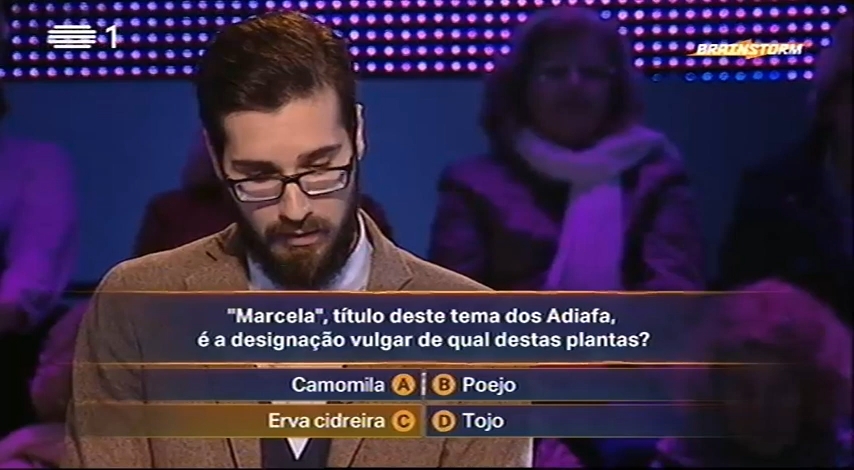 1
BRAINSTORM
"Marcela", título deste tema dos Adiafa,
é a designação vulgar de qual destas plantas?
Camomila A B Poejo
Erva cidreira C D Tojo